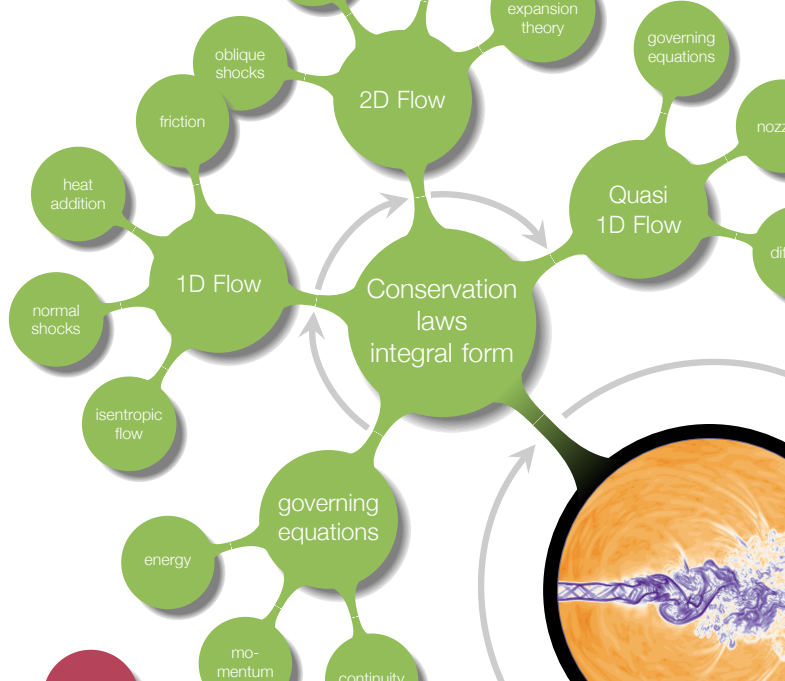 expansion
theory
oblique
shocks
2D Flow
governing
equations
friction
heat
addition
Quasi
1D Flow
1D Flow
Conservation
laws
integral form
normal
shocks
isentropic
flow
governing
equations
energy
mo-
mentum
continuity